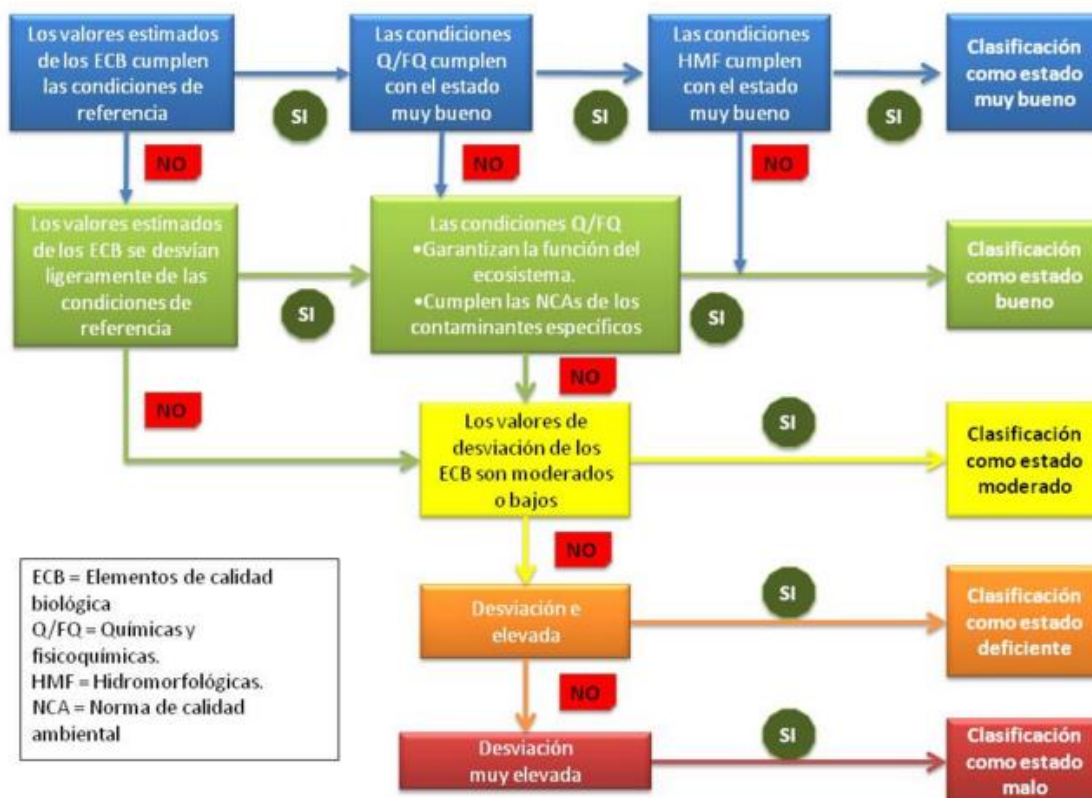 Los valores estimados
de los ECB cumplen
las condiciones de
referencia
SI
Las condiciones
Q/FQ cumplen
con el estado
muy bueno
SI
Las condiciones
HMF cumplen
con el estado
muy bueno
SI
Clasificación
como estado
muy bueno
NO
NO
NO
Los valores estimados
de los ECB se desvían
ligeramente de las
condiciones de
referencia
SI
Las condiciones Q/FQ
•Garantizan la función del
ecosistema.
•Cumplen las NCAs de los
contaminantes específicos
SI
Clasificación
como estado
bueno
NO
NO
Los valores de
desviación de los
ECB son moderados
o bajos
SI
Clasificación
como estado
moderado
NO
Desviación e
elevada
SI
Clasificación
como estado
deficiente
NO
Desviación
muy elevada
SI
Clasificación
como estado
malo
ECB = Elementos de calidad
biológica
Q/FQ = Químicas y
fisicoquímicas.
HMF = Hidromorfológicas.
NCA = Norma de calidad
ambiental